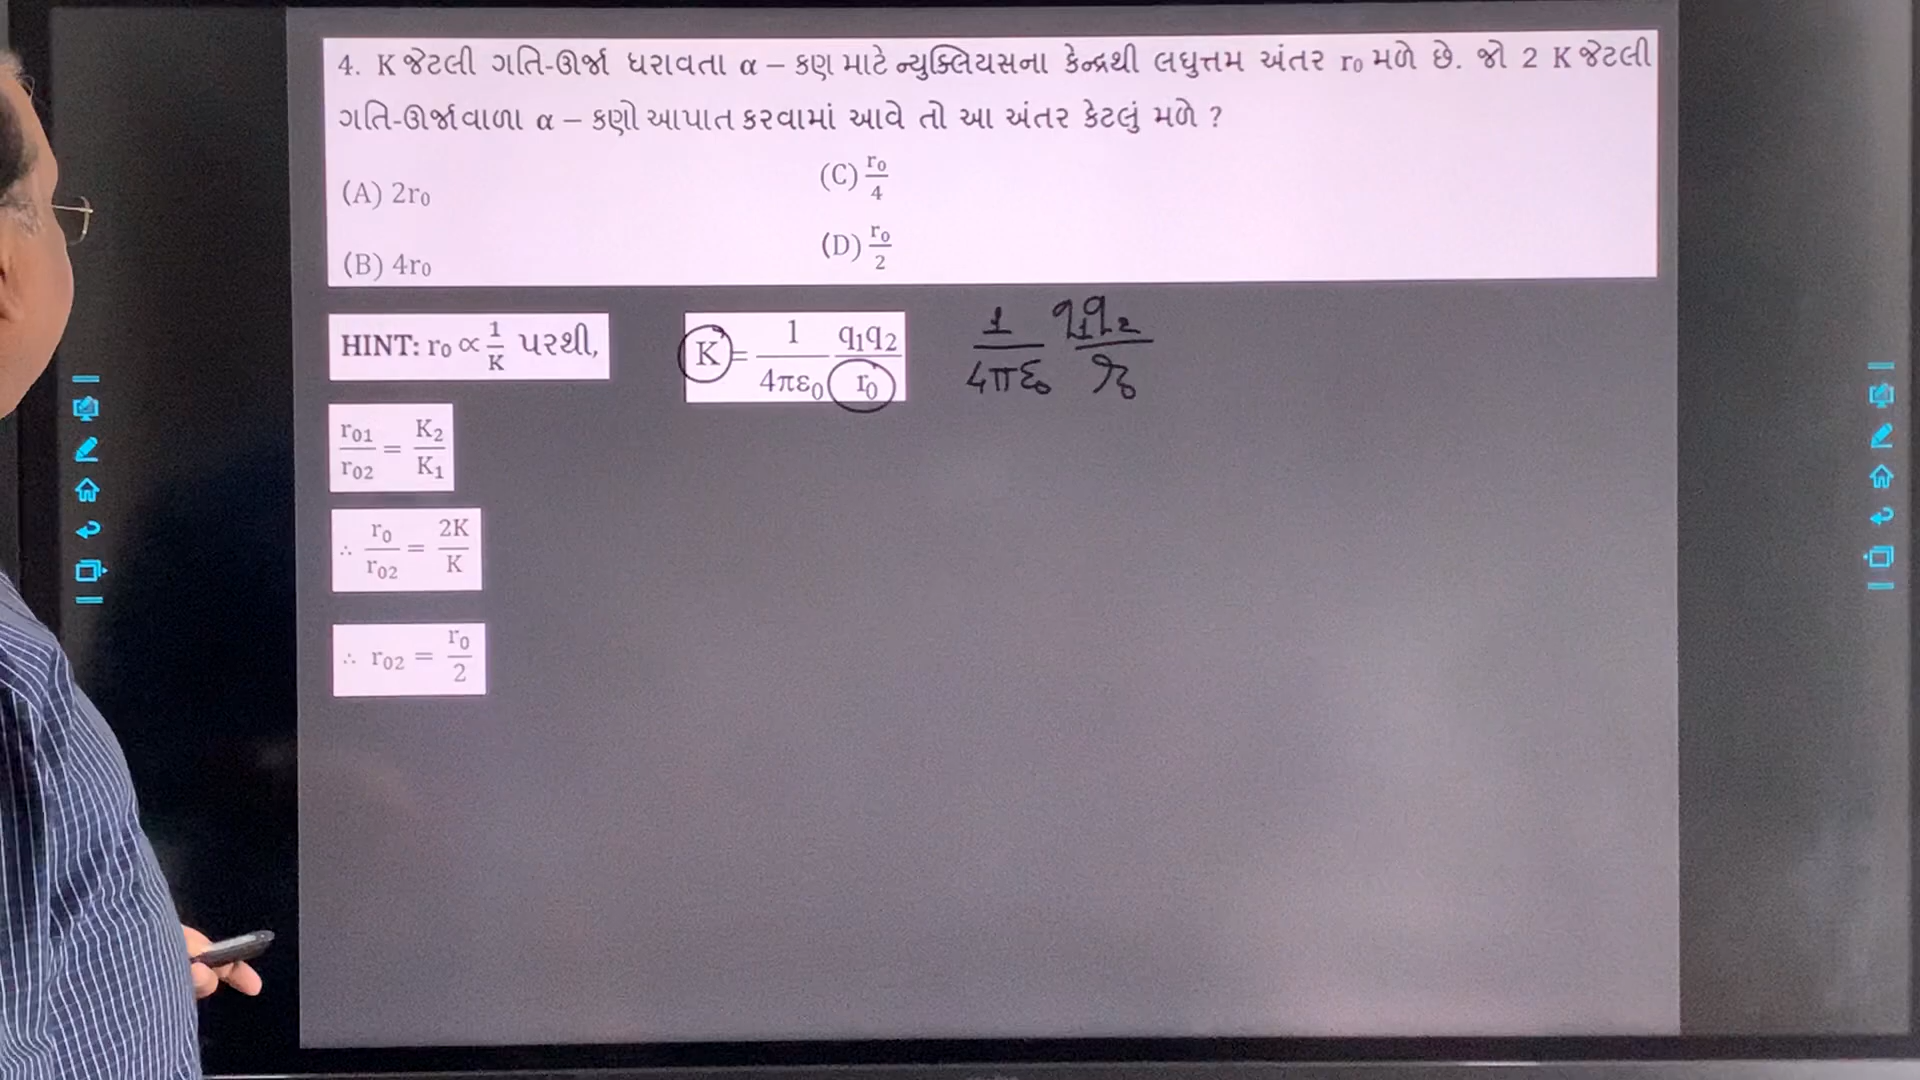 4. K જેટલી ગતિ-ઊર્જા ધરાવતા α – કણ માટે ન્યુક્લિયસના કેન્દ્રથી લઘુત્તમ અંતર r₀ મળે છે. જો 2 K જેટલી
ગતિ-ઊર્જાવાળા α – કણો આપાત કરવામાં આવે તો આ અંતર કેટલું મળે ?
(A) 2r₀
(B) 4r₀
(C) r₀/4
(D) r₀/2
HINT: r₀ ∝ 1/K પરથી,
K = 1/4πε₀ q₁q₂/r₀
1/4πε₀ q₁q₂/r₀
r₀₁/r₀₂ = K₂/K₁
∴ r₀/r₀₂ = 2K/K
∴ r₀₂ = r₀/2